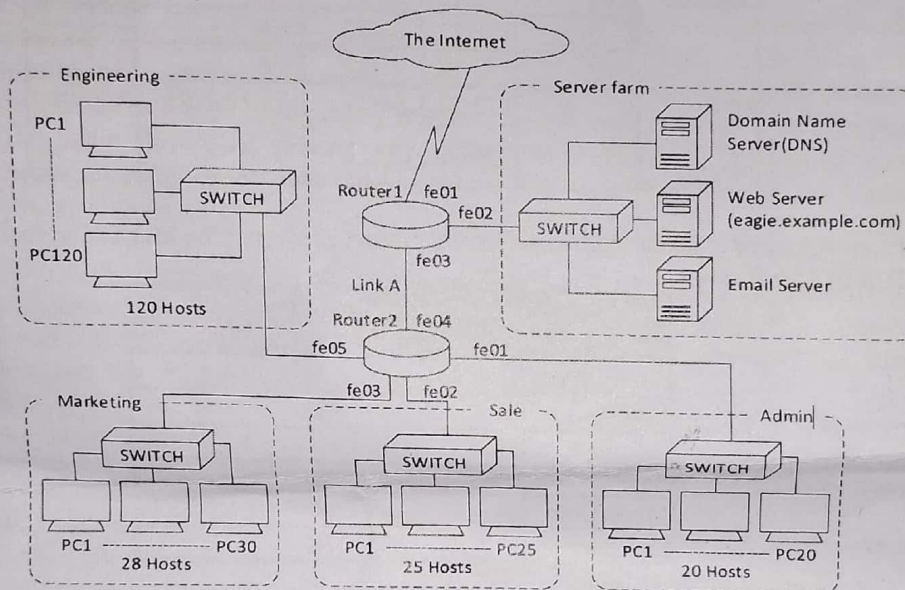 The Internet
Engineering
PC1
PC120
SWITCH
120 Hosts
Server farm
Domain Name
Server(DNS)
Web Server
(eagie.example.com)
Email Server
SWITCH
Router1
fe01
fe02
fe03
Link A
Router2
fe04
fe05
fe01
fe03
fe02
Marketing
SWITCH
PC1
PC30
28 Hosts
Sale
SWITCH
PC1
PC25
25 Hosts
Admin
SWITCH
PC1
PC20
20 Hosts